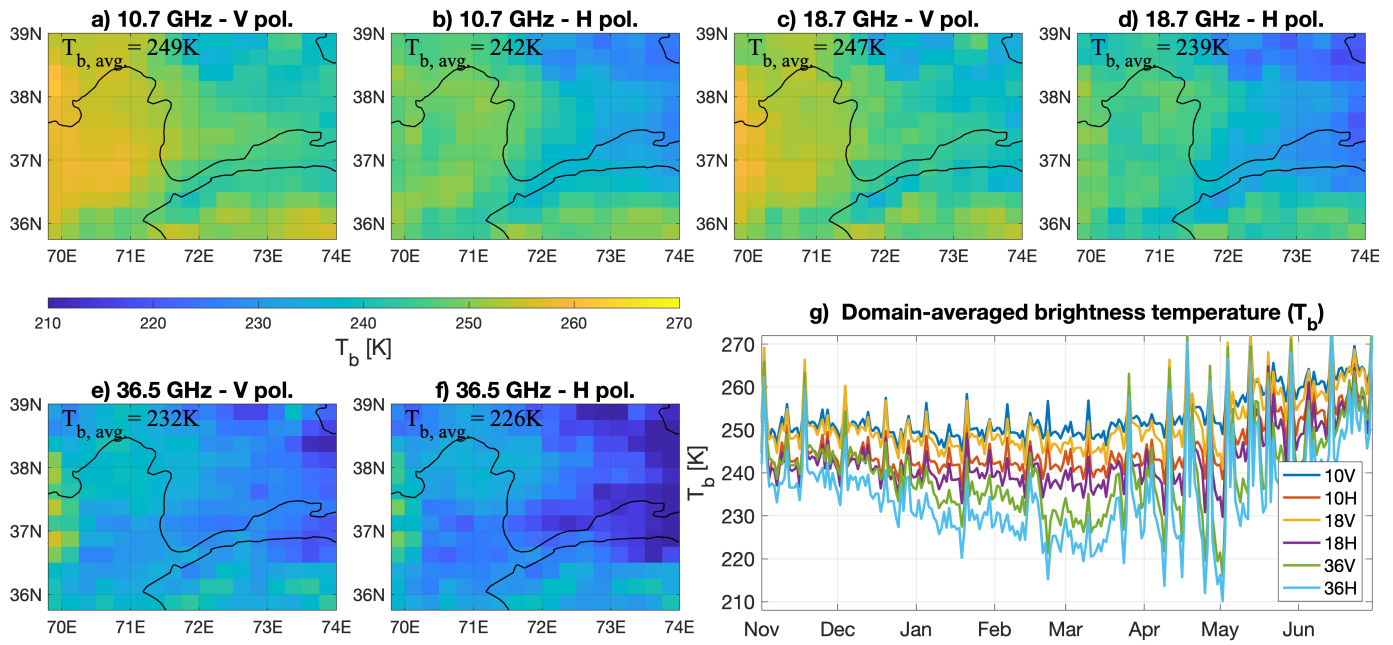 a) 10.7 GHz - V pol.
b) 10.7 GHz - H pol.
c) 18.7 GHz - V pol.
d) 18.7 GHz - H pol.
T_b, avg. = 249K
T_b, avg. = 242K
T_b, avg. = 247K
T_b, avg. = 239K
39N
38N
37N
36N
70E 71E 72E 73E 74E
39N
38N
37N
36N
70E 71E 72E 73E 74E
39N
38N
37N
36N
70E 71E 72E 73E 74E
39N
38N
37N
36N
70E 71E 72E 73E 74E
210 220 230 240 250 260 270
T_b [K]
e) 36.5 GHz - V pol.
f) 36.5 GHz - H pol.
T_b, avg. = 232K
T_b, avg. = 226K
39N
38N
37N
36N
70E 71E 72E 73E 74E
39N
38N
37N
36N
70E 71E 72E 73E 74E
g) Domain-averaged brightness temperature (T_b)
T_b [K]
270
260
250
240
230
220
210
Nov Dec Jan Feb Mar Apr May Jun
10V
10H
18V
18H
36V
36H